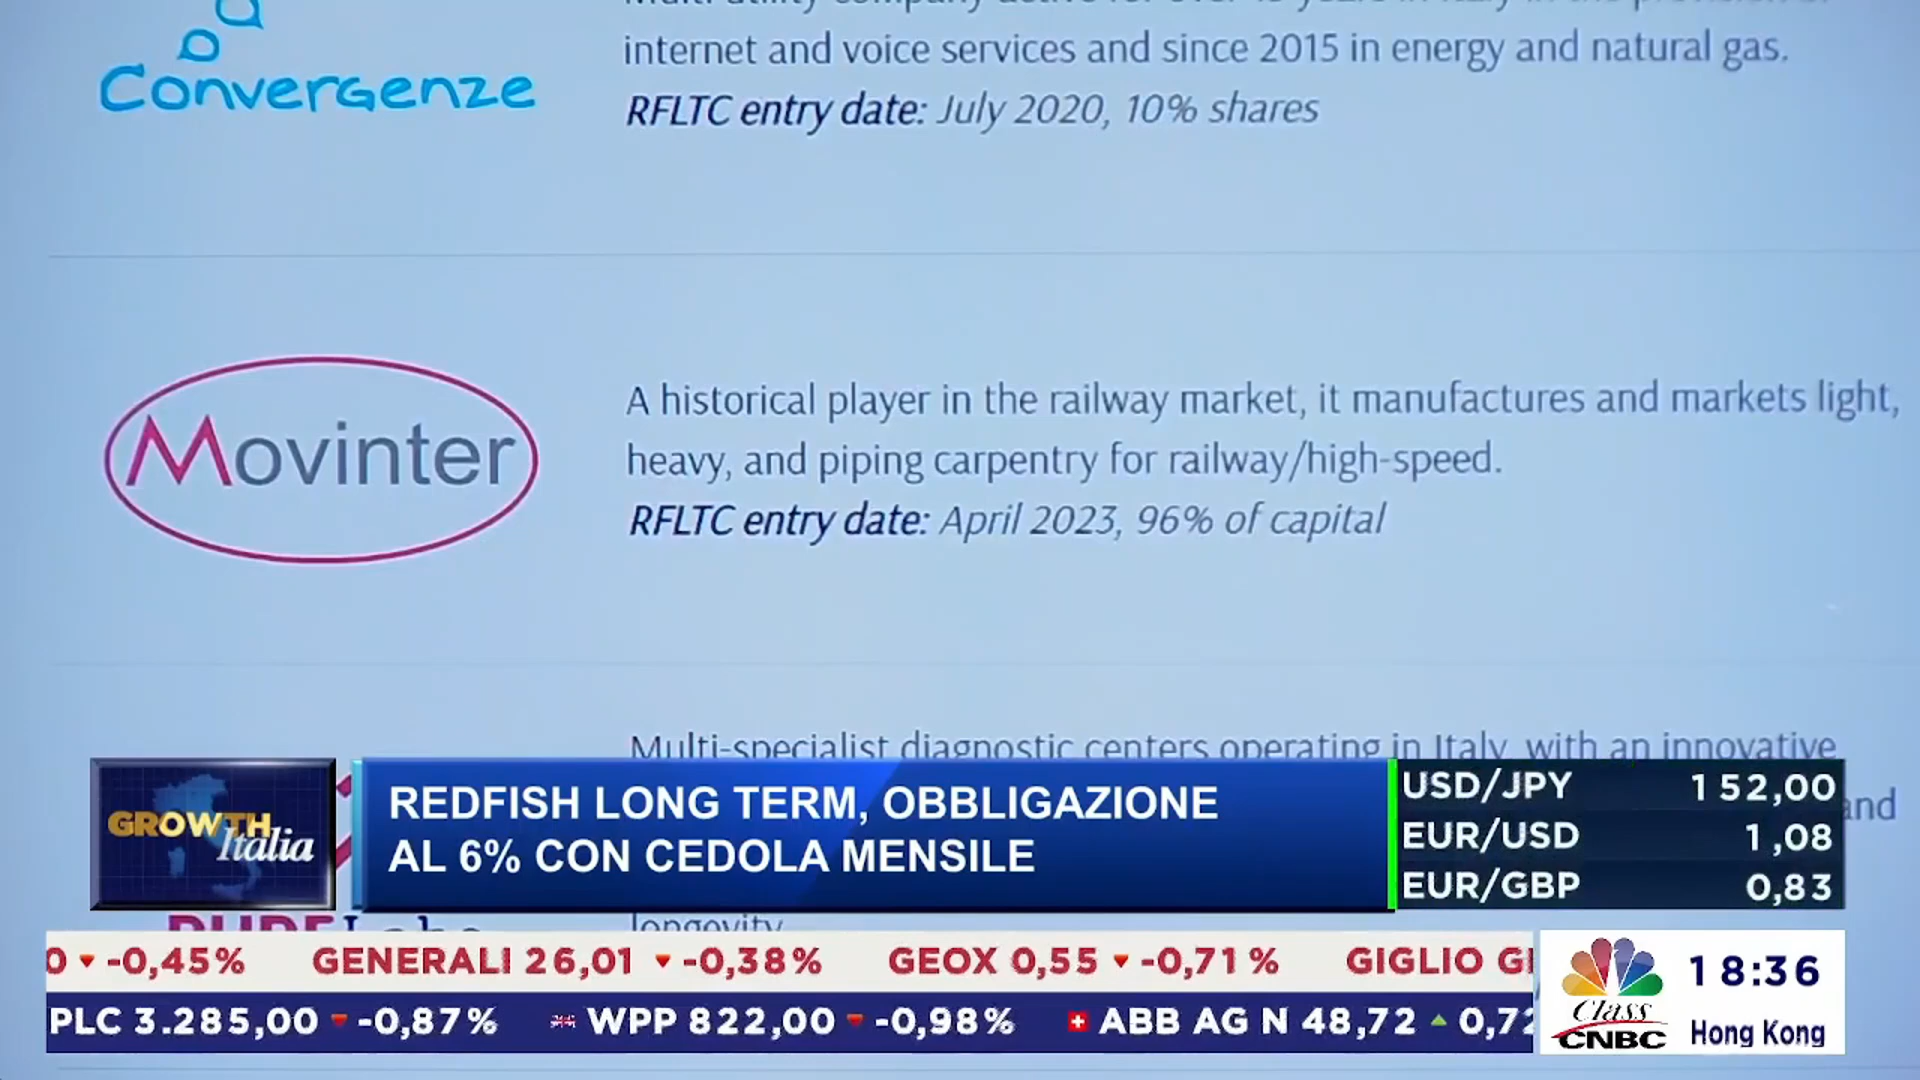 Convergenze
internet and voice services and since 2015 in energy and natural gas.
RFLTC entry date: July 2020, 10% shares
Movinter
A historical player in the railway market, it manufactures and markets light,
heavy, and piping carpentry for railway/high-speed.
RFLTC entry date: April 2023, 96% of capital
Multi-specialist diagnostic centers operating in Italy, with an innovative
and
longevity
GROWTH
Italia
REDFISH LONG TERM, OBBLIGAZIONE
AL 6% CON CEDOLA MENSILE
USD/JPY 152,00
EUR/USD 1,08
EUR/GBP 0,83
0 ▼ -0,45% GENERALI 26,01 ▼ -0,38% GEOX 0,55 ▼ -0,71% GIGLIO
PLC 3.285,00 ▼ -0,87% WPP 822,00 ▼ -0,98% ABB AG N 48,72 ▲ 0,72
Class
CNBC
18:36
Hong Kong